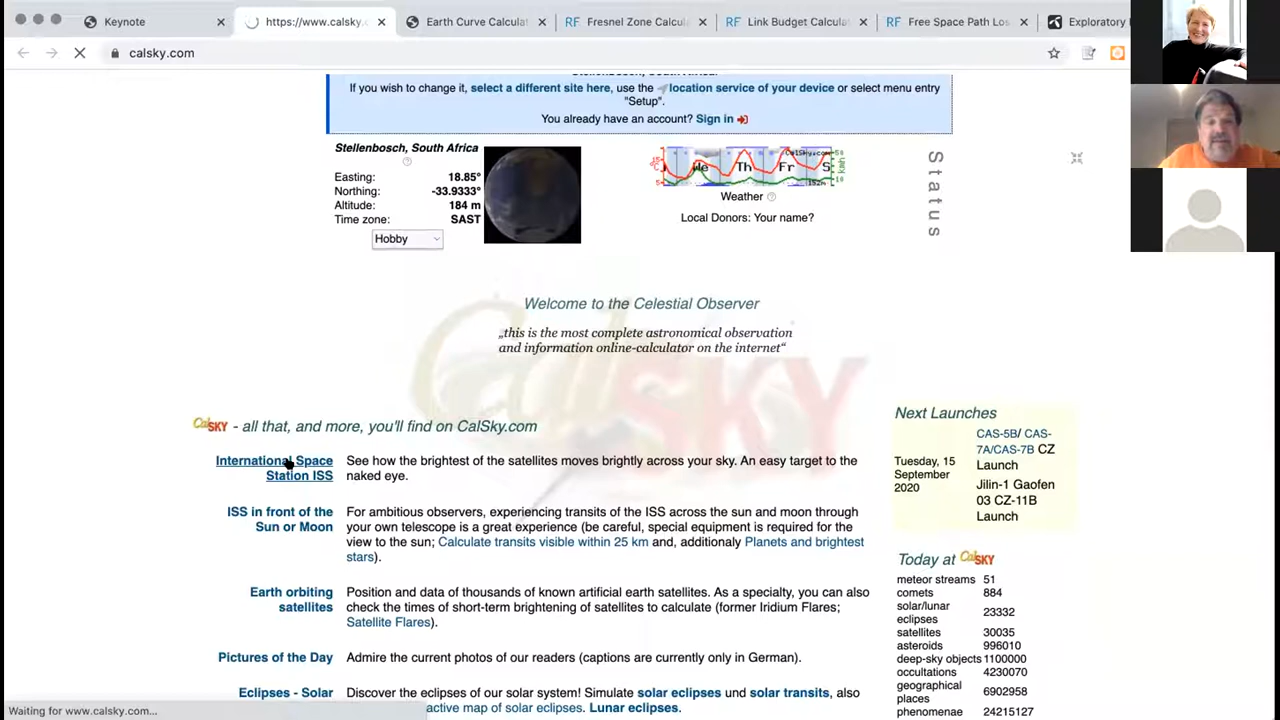 Keynote
https://www.calsky.c
Earth Curve Calculat
RF Fresnel Zone Calcula
RF Link Budget Calcula
RF Free Space Path Los
Exploratory
calsky.com
Stellenbosch, South Africa.
If you wish to change it, select a different site here, use the location service of your device or select menu entry
"Setup".
You already have an account? Sign in
Stellenbosch, South Africa
Easting: 18.85°
Northing: -33.9333°
Altitude: 184 m
Time zone: SAST
Hobby
CalSky.com
We Th Fr S
Weather
Local Donors: Your name?
Status
Welcome to the Celestial Observer
„this is the most complete astronomical observation
and information online-calculator on the internet“
CalSKY - all that, and more, you'll find on CalSky.com
International Space
Station ISS
See how the brightest of the satellites moves brightly across your sky. An easy target to the
naked eye.
ISS in front of the
Sun or Moon
For ambitious observers, experiencing transits of the ISS across the sun and moon through
your own telescope is a great experience (be careful, special equipment is required for the
view to the sun; Calculate transits visible within 25 km and, additionaly Planets and brightest
stars).
Earth orbiting
satellites
Position and data of thousands of known artificial earth satellites. As a specialty, you can also
check the times of short-term brightening of satellites to calculate (former Iridium Flares;
Satellite Flares).
Pictures of the Day
Admire the current photos of our readers (captions are currently only in German).
Eclipses - Solar
Discover the eclipses of our solar system! Simulate solar eclipses und solar transits, also
active map of solar eclipses. Lunar eclipses.
CalSKY
Next Launches
Tuesday, 15
September
2020
CAS-5B/ CAS-
7A/CAS-7B CZ
Launch
Jilin-1 Gaofen
03 CZ-11B
Launch
Today at CalSKY
meteor streams 51
comets 884
solar/lunar
eclipses 23332
satellites 30035
asteroids 996010
deep-sky objects 1100000
occultations 4230070
geographical
places 6902958
phenomenae 24215127
Waiting for www.calsky.com...